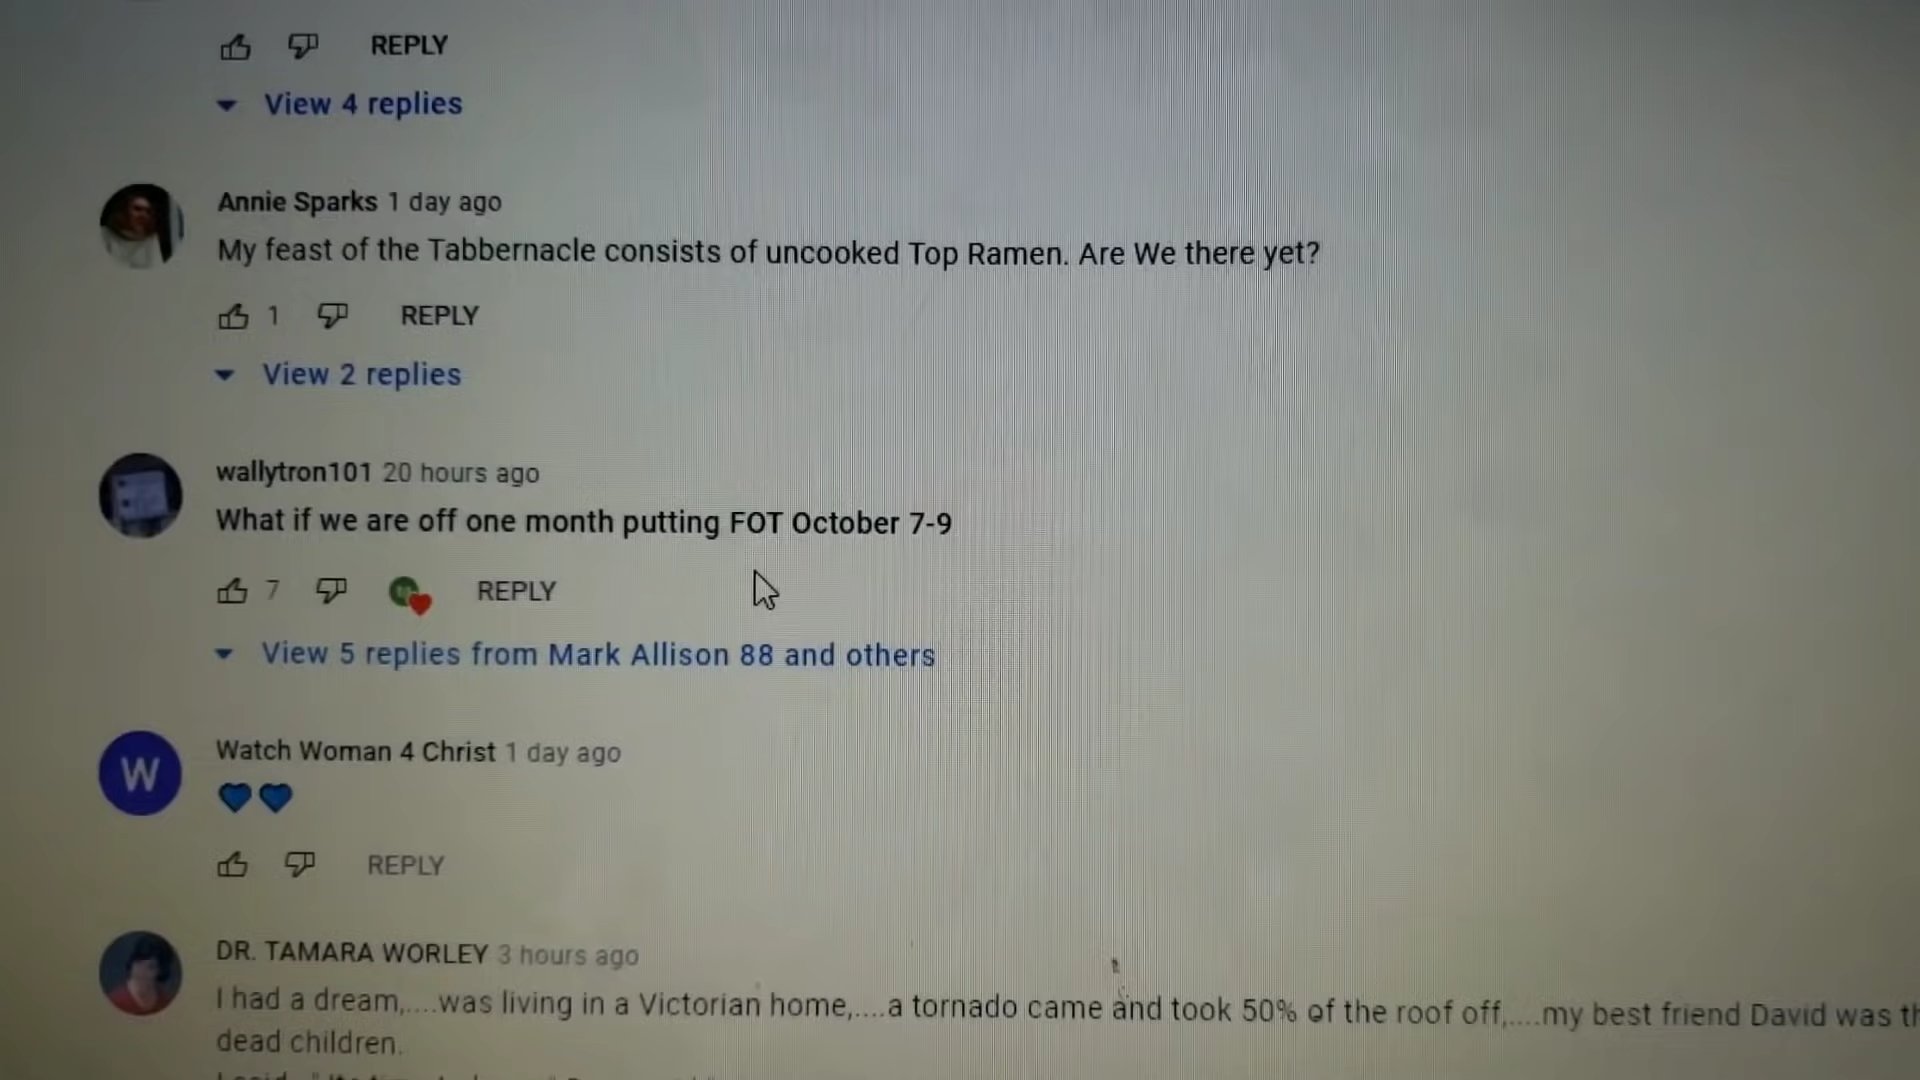 REPLY
View 4 replies
Annie Sparks 1 day ago
My feast of the Tabbernacle consists of uncooked Top Ramen. Are We there yet?
1 REPLY
View 2 replies
wallytron101 20 hours ago
What if we are off one month putting FOT October 7-9
7 REPLY
View 5 replies from Mark Allison 88 and others
W
Watch Woman 4 Christ 1 day ago
💙💙
REPLY
DR. TAMARA WORLEY 3 hours ago
I had a dream,....was living in a Victorian home,....a tornado came and took 50% of the roof off,....my best friend David was
dead children.